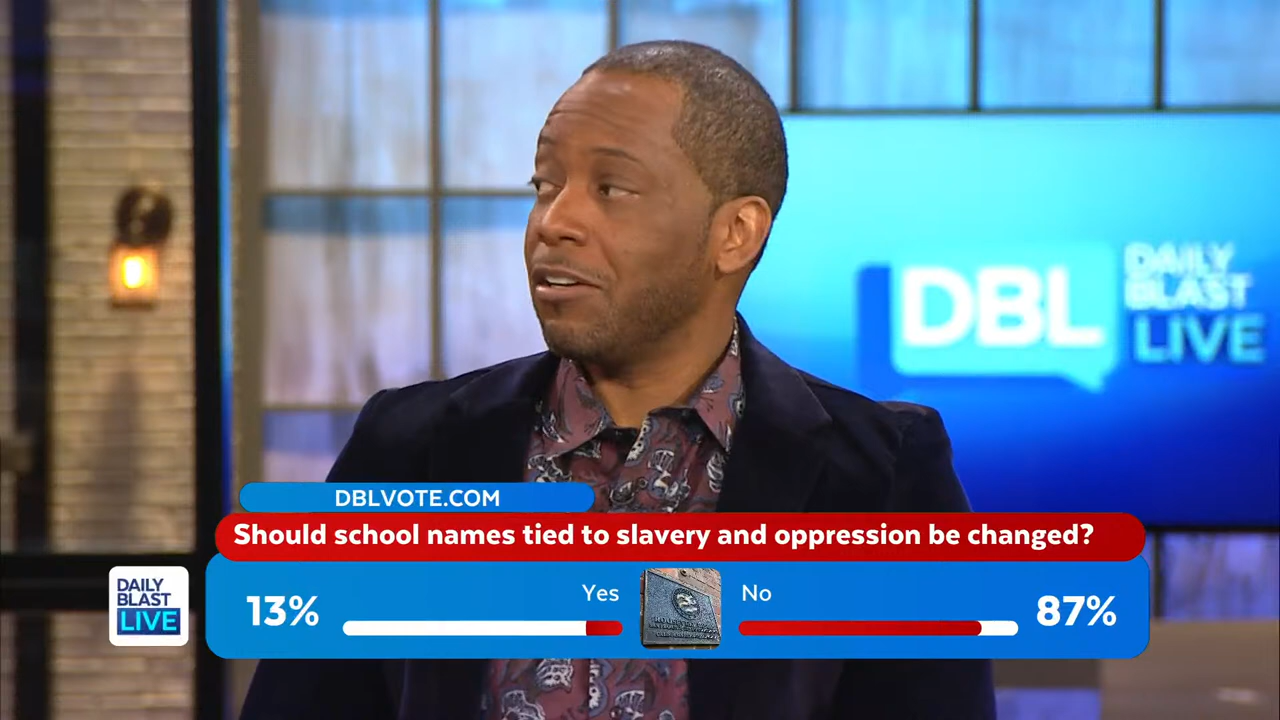 DBL
DAILY
BLAST
LIVE
DBLVOTE.COM
Should school names tied to slavery and oppression be changed?
DAILY
BLAST
LIVE
13%
Yes
No
87%